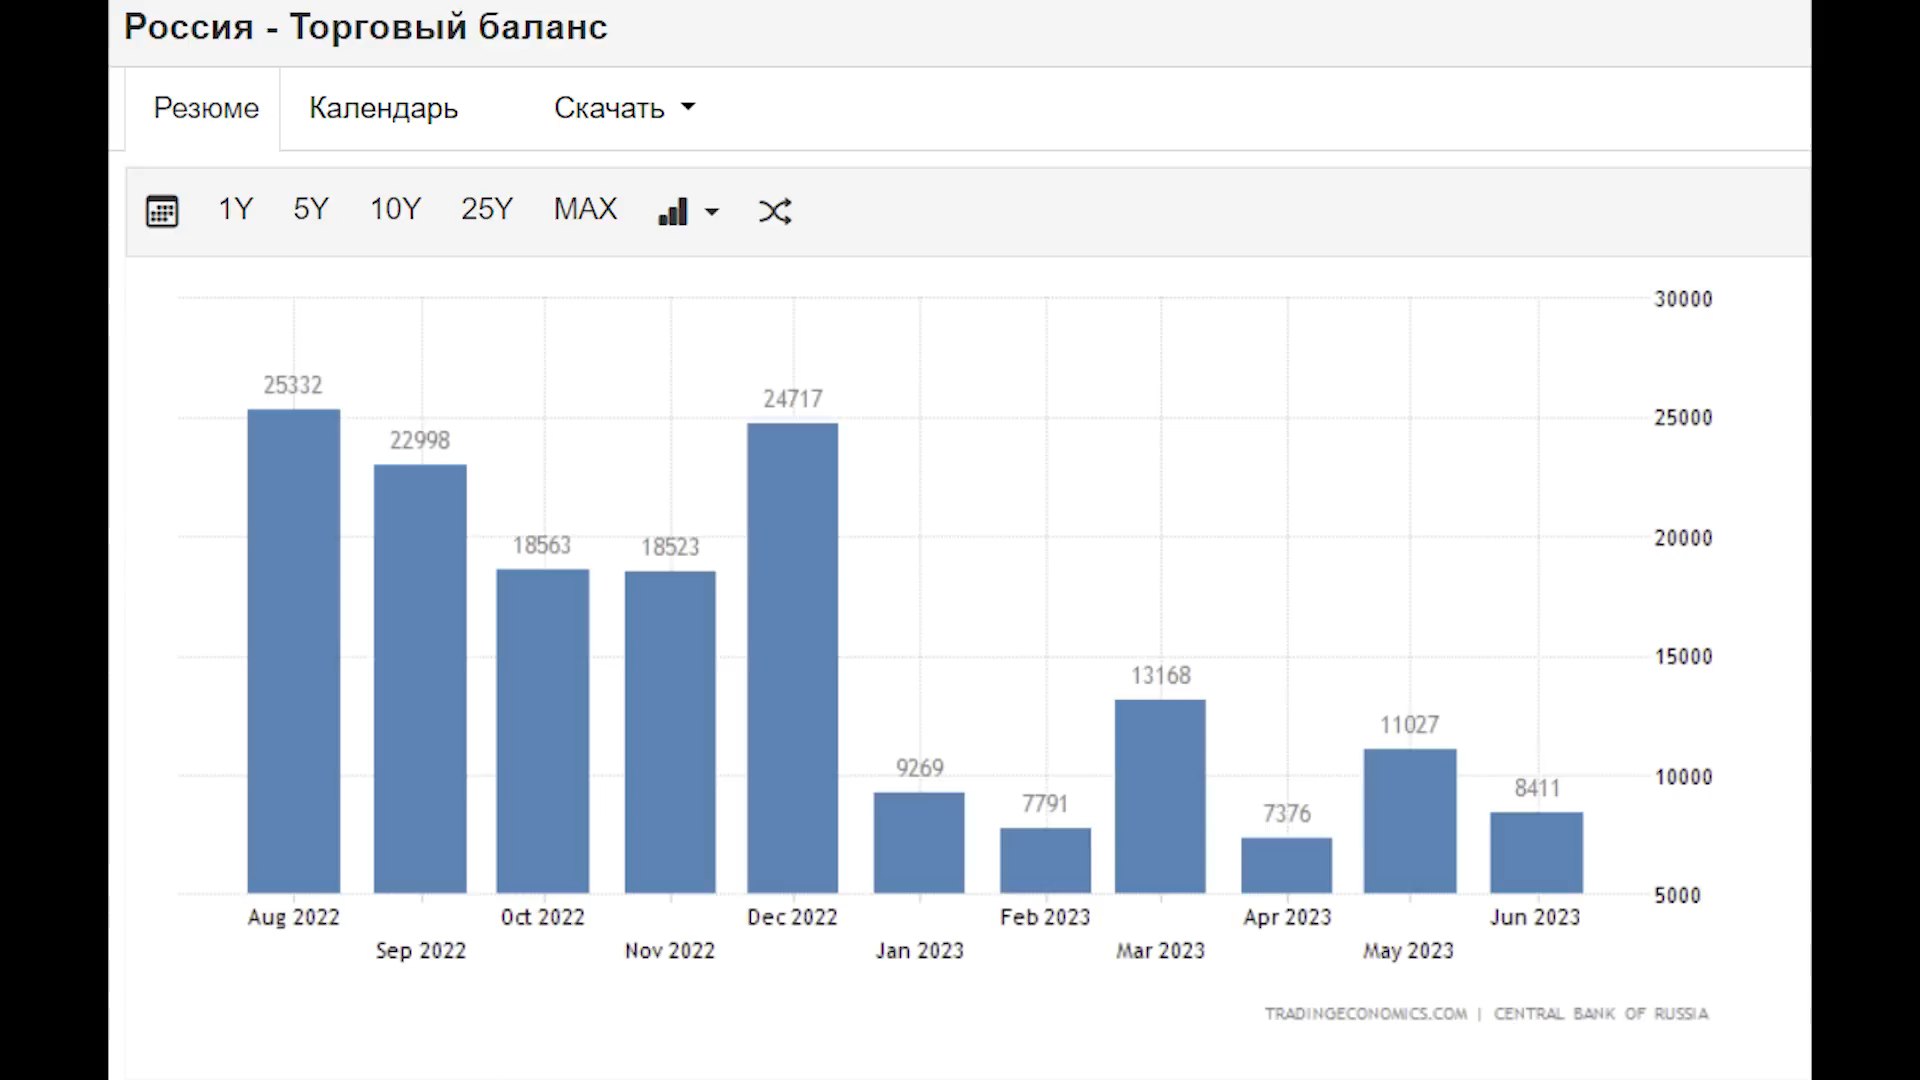 Россия - Торговый баланс
Резюме Календарь Скачать
1Y 5Y 10Y 25Y MAX
30000
25332
24717
25000
22998
18563
18523
20000
15000
13168
11027
9269
10000
8411
7791
7376
5000
Aug 2022 Oct 2022 Dec 2022 Feb 2023 Apr 2023 Jun 2023
Sep 2022 Nov 2022 Jan 2023 Mar 2023 May 2023
TRADINGECONOMICS.COM | CENTRAL BANK OF RUSSIA